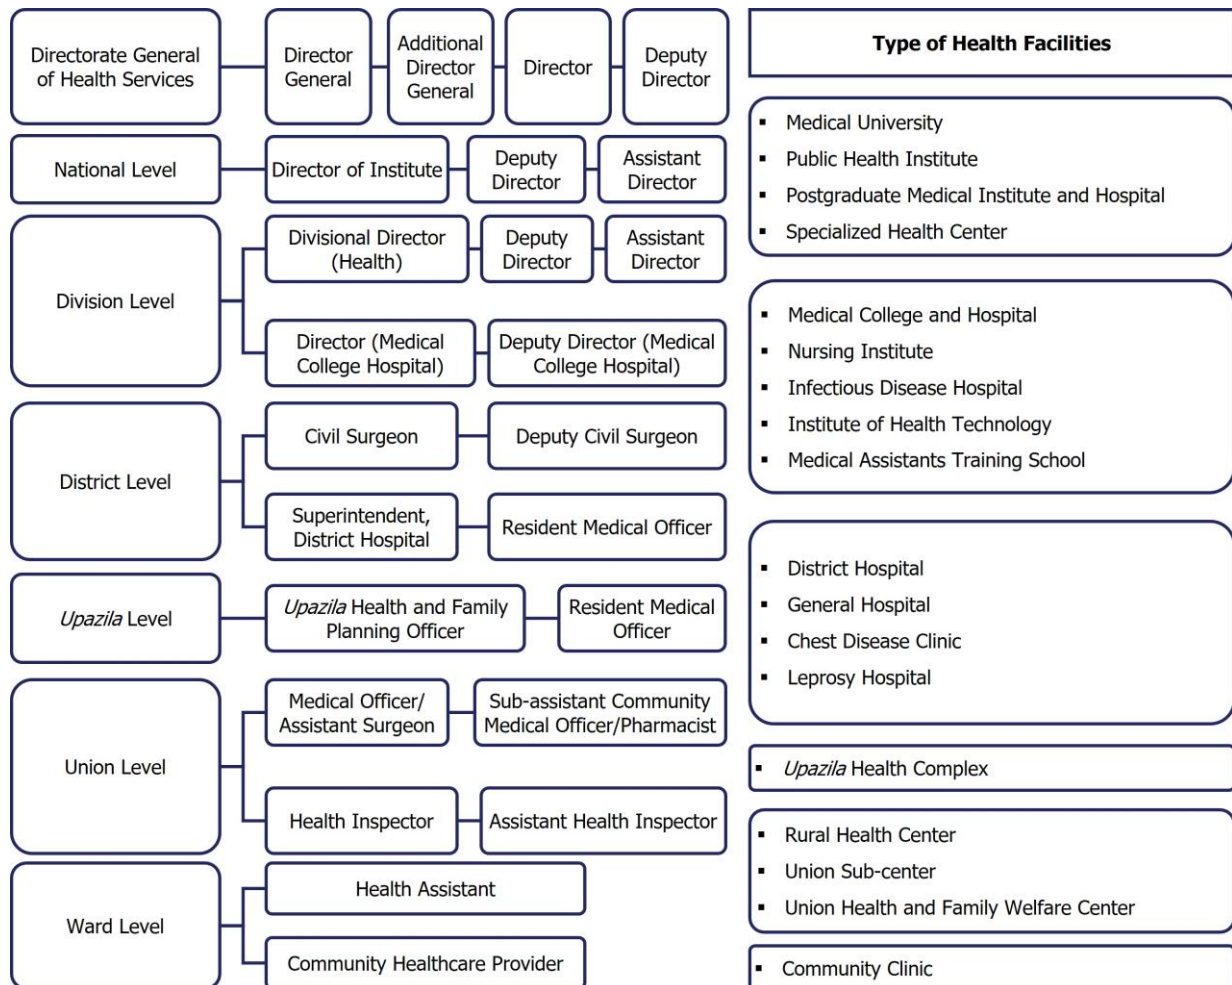 Directorate General
of Health Services
Director
General
Additional
Director
General
Director
Deputy
Director
National Level
Director of Institute
Deputy
Director
Assistant
Director
Division Level
Divisional Director
(Health)
Deputy
Director
Assistant
Director
Director (Medical
College Hospital)
Deputy Director (Medical
College Hospital)
District Level
Civil Surgeon
Deputy Civil Surgeon
Superintendent,
District Hospital
Resident Medical Officer
Upazila Level
Upazila Health and Family
Planning Officer
Resident Medical
Officer
Union Level
Medical Officer/
Assistant Surgeon
Sub-assistant Community
Medical Officer/Pharmacist
Health Inspector
Assistant Health Inspector
Ward Level
Health Assistant
Community Healthcare Provider
Type of Health Facilities
▪ Medical University
▪ Public Health Institute
▪ Postgraduate Medical Institute and Hospital
▪ Specialized Health Center
▪ Medical College and Hospital
▪ Nursing Institute
▪ Infectious Disease Hospital
▪ Institute of Health Technology
▪ Medical Assistants Training School
▪ District Hospital
▪ General Hospital
▪ Chest Disease Clinic
▪ Leprosy Hospital
▪ Upazila Health Complex
▪ Rural Health Center
▪ Union Sub-center
▪ Union Health and Family Welfare Center
▪ Community Clinic